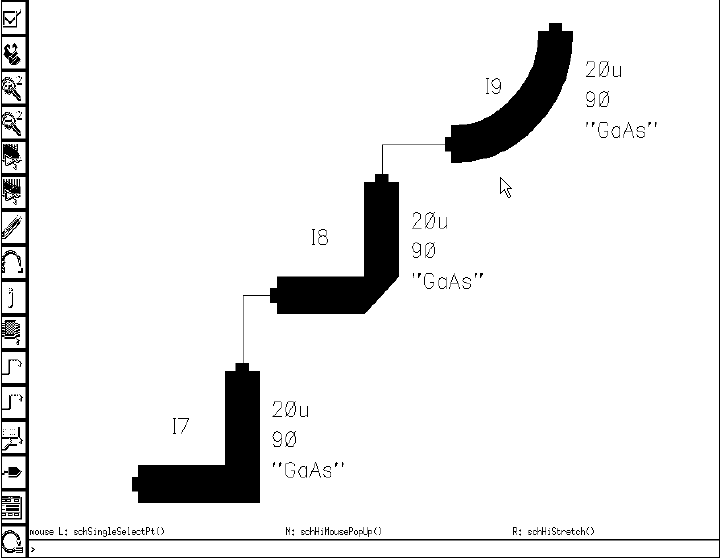 I9
20u
90
"GaAs"
I8
20u
90
"GaAs"
I7
20u
90
"GaAs"
mouse L: schSingleSelectPt() M: schHiMousePopUp() R: schHiStretch()
>